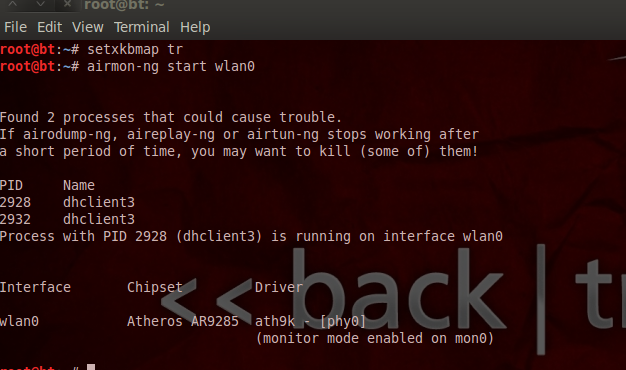 root@bt: ~
File Edit View Terminal Help
root@bt:~# setxkbmap tr
root@bt:~# airmon-ng start wlan0
Found 2 processes that could cause trouble.
If airodump-ng, aireplay-ng or airtun-ng stops working after
a short period of time, you may want to kill (some of) them!
PID Name
2928 dhclient3
2932 dhclient3
Process with PID 2928 (dhclient3) is running on interface wlan0
Interface Chipset Driver
<< back | tr
wlan0 Atheros AR9285 ath9k - [phy0]
(monitor mode enabled on mon0)
root@bt:~#